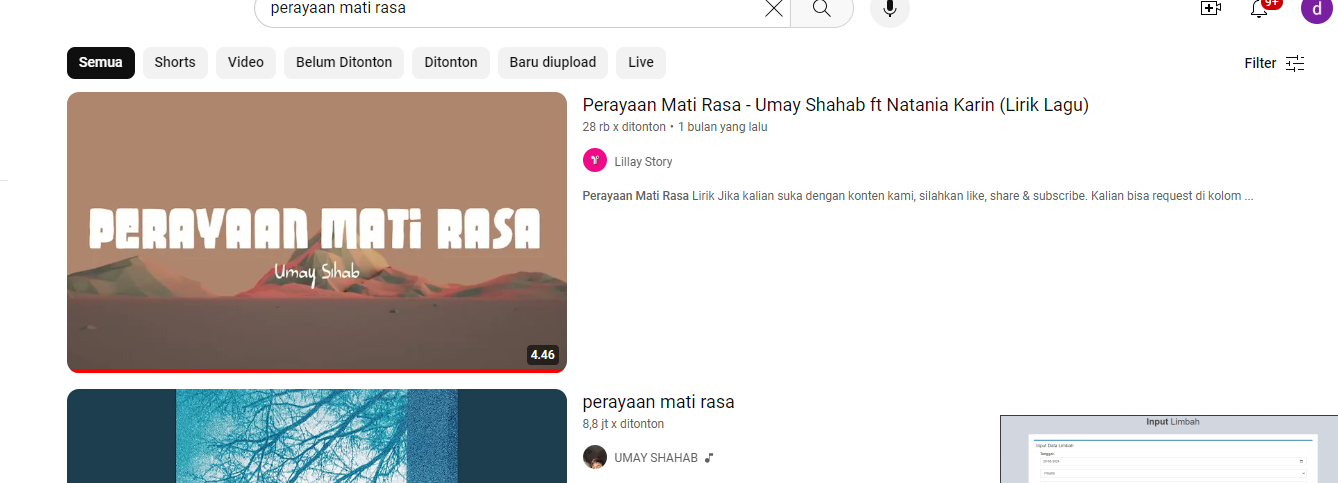 perayaan mati rasa
9+
d
Semua
Shorts
Video
Belum Ditonton
Ditonton
Baru diupload
Live
Filter
PERAYAAN MATI RASA
Umay Sihab
4.46
Perayaan Mati Rasa - Umay Shahab ft Natania Karin (Lirik Lagu)
28 rb x ditonton • 1 bulan yang lalu
Lillay Story
Perayaan Mati Rasa Lirik Jika kalian suka dengan konten kami, silahkan like, share & subscribe. Kalian bisa request di kolom ...
perayaan mati rasa
8,8 jt x ditonton
UMAY SHAHAB
Input Limbah
Input Data Limbah
Tanggal